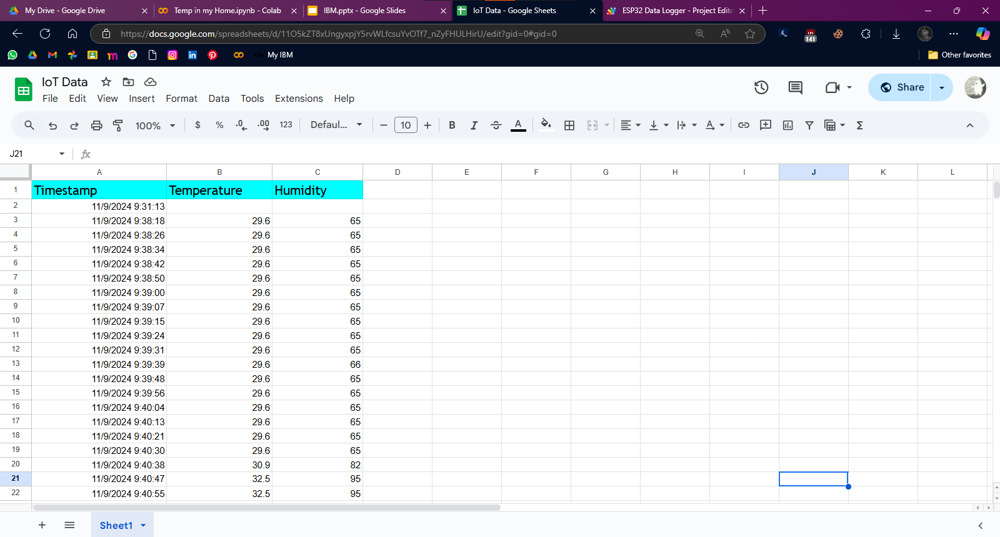 My Drive - Google Drive
Temp in my Home.ipynb - Colab
IBM.pptx - Google Slides
IoT Data - Google Sheets
ESP32 Data Logger - Project Edito
https://docs.google.com/spreadsheets/d/11O5kZT8xUngyxpjY5rvWLfcsuYvOTf7_nZyFHULHirU/edit?gid=0#gid=0
141
My IBM
Other favorites
IoT Data
File Edit View Insert Format Data Tools Extensions Help
Share
100% $ % .0 .00 123 Defaul... 10 B I A
J21
fx
A B C D E F G H I J K L
1 Timestamp Temperature Humidity
2 11/9/2024 9:31:13
3 11/9/2024 9:38:18 29.6 65
4 11/9/2024 9:38:26 29.6 65
5 11/9/2024 9:38:34 29.6 65
6 11/9/2024 9:38:42 29.6 65
7 11/9/2024 9:38:50 29.6 65
8 11/9/2024 9:39:00 29.6 65
9 11/9/2024 9:39:07 29.6 65
10 11/9/2024 9:39:15 29.6 65
11 11/9/2024 9:39:24 29.6 65
12 11/9/2024 9:39:31 29.6 65
13 11/9/2024 9:39:39 29.6 66
14 11/9/2024 9:39:48 29.6 65
15 11/9/2024 9:39:56 29.6 65
16 11/9/2024 9:40:04 29.6 65
17 11/9/2024 9:40:13 29.6 65
18 11/9/2024 9:40:21 29.6 65
19 11/9/2024 9:40:30 29.6 65
20 11/9/2024 9:40:38 30.9 82
21 11/9/2024 9:40:47 32.5 95
22 11/9/2024 9:40:55 32.5 95
Sheet1